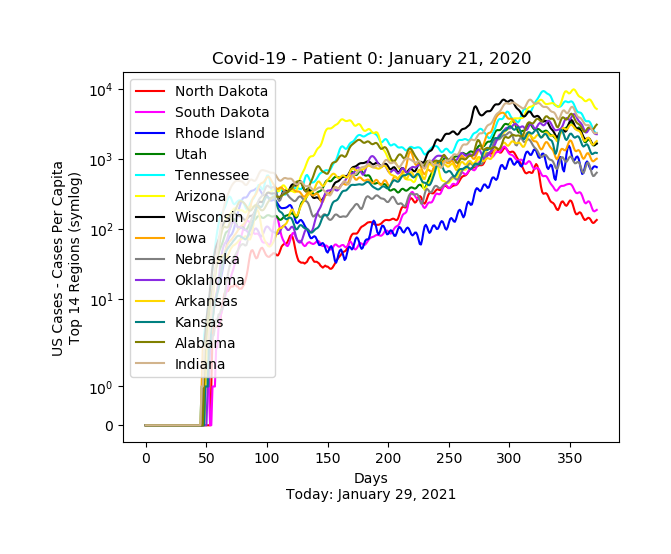 Covid-19 - Patient 0: January 21, 2020
US Cases - Cases Per Capita
Top 14 Regions (symlog)
10^4
10^3
10^2
10^1
10^0
0
North Dakota
South Dakota
Rhode Island
Utah
Tennessee
Arizona
Wisconsin
Iowa
Nebraska
Oklahoma
Arkansas
Kansas
Alabama
Indiana
0 50 100 150 200 250 300 350
Days
Today: January 29, 2021